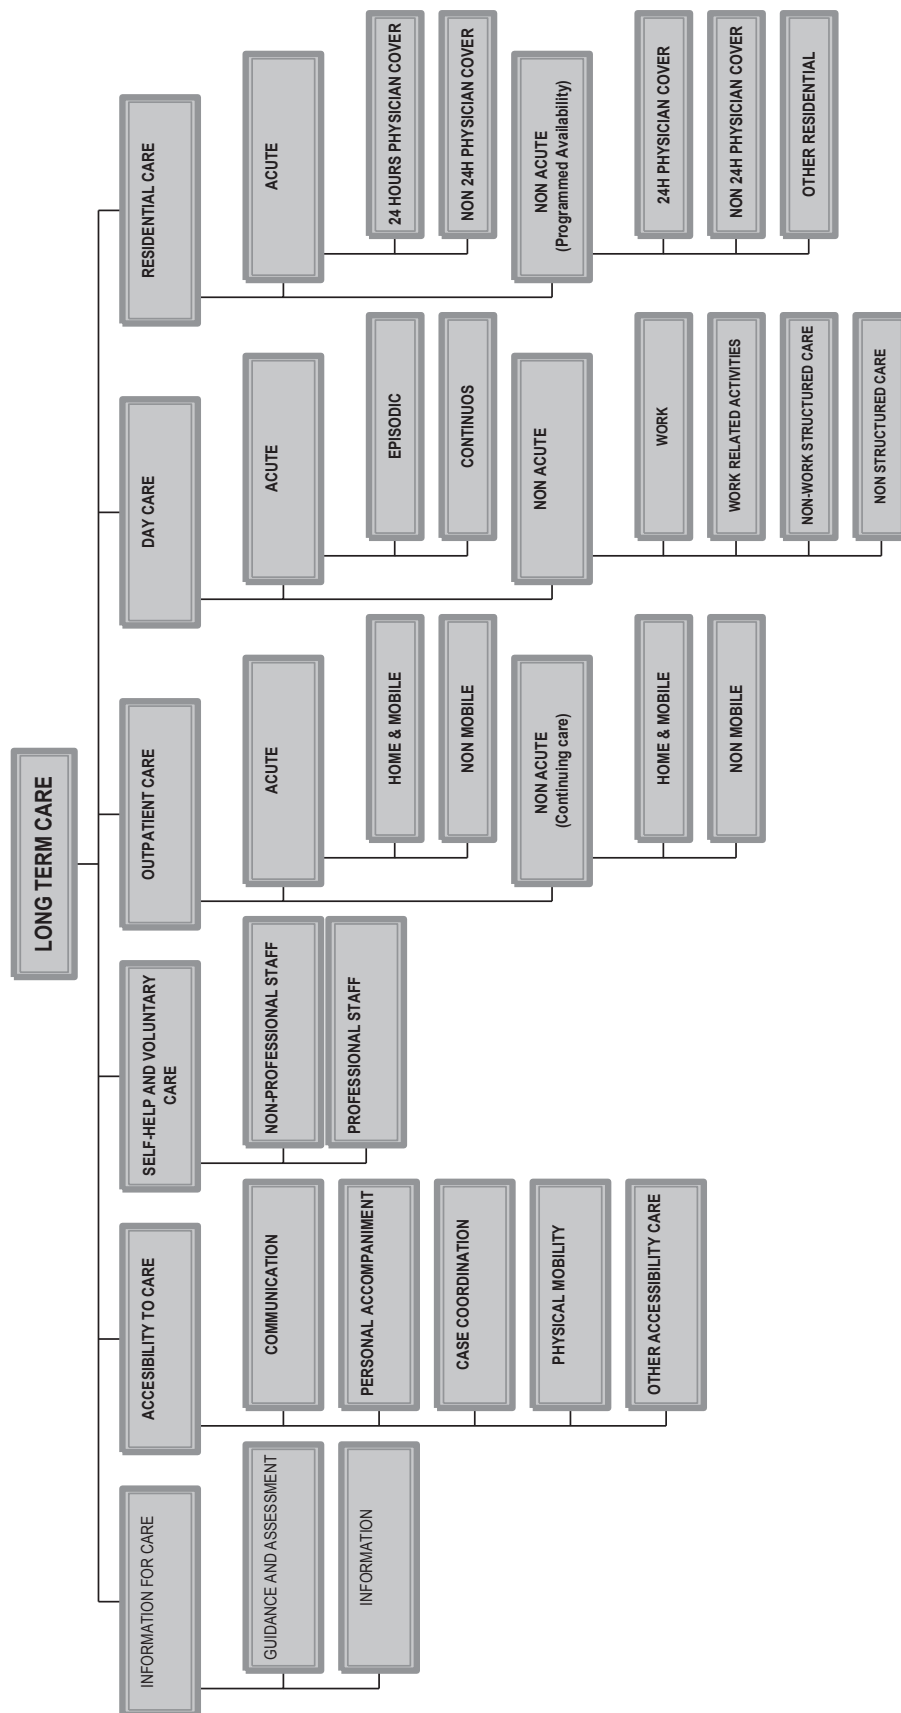 LONG TERM CARE
INFORMATION FOR CARE
GUIDANCE AND ASSESSMENT
INFORMATION
ACCESIBILITY TO CARE
COMMUNICATION
PERSONAL ACCOMPANIMENT
CASE COORDINATION
PHYSICAL MOBILITY
OTHER ACCESSIBILITY CARE
SELF-HELP AND VOLUNTARY
CARE
NON-PROFESSIONAL STAFF
PROFESSIONAL STAFF
OUTPATIENT CARE
ACUTE
HOME & MOBILE
NON MOBILE
NON ACUTE
(Continuing care)
HOME & MOBILE
NON MOBILE
DAY CARE
ACUTE
EPISODIC
CONTINUOS
NON ACUTE
WORK
WORK RELATED ACTIVITIES
NON-WORK STRUCTURED CARE
NON STRUCTURED CARE
RESIDENTIAL CARE
ACUTE
24 HOURS PHYSICIAN COVER
NON 24H PHYSICIAN COVER
NON ACUTE
(Programmed Availability)
24H PHYSICIAN COVER
NON 24H PHYSICIAN COVER
OTHER RESIDENTIAL